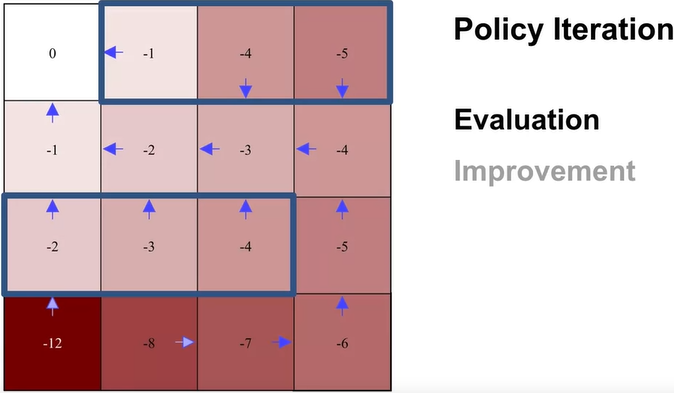 0 -1 -4 -5
Policy Iteration
-1 -2 -3 -4
Evaluation
Improvement
-2 -3 -4 -5
-12 -8 -7 -6